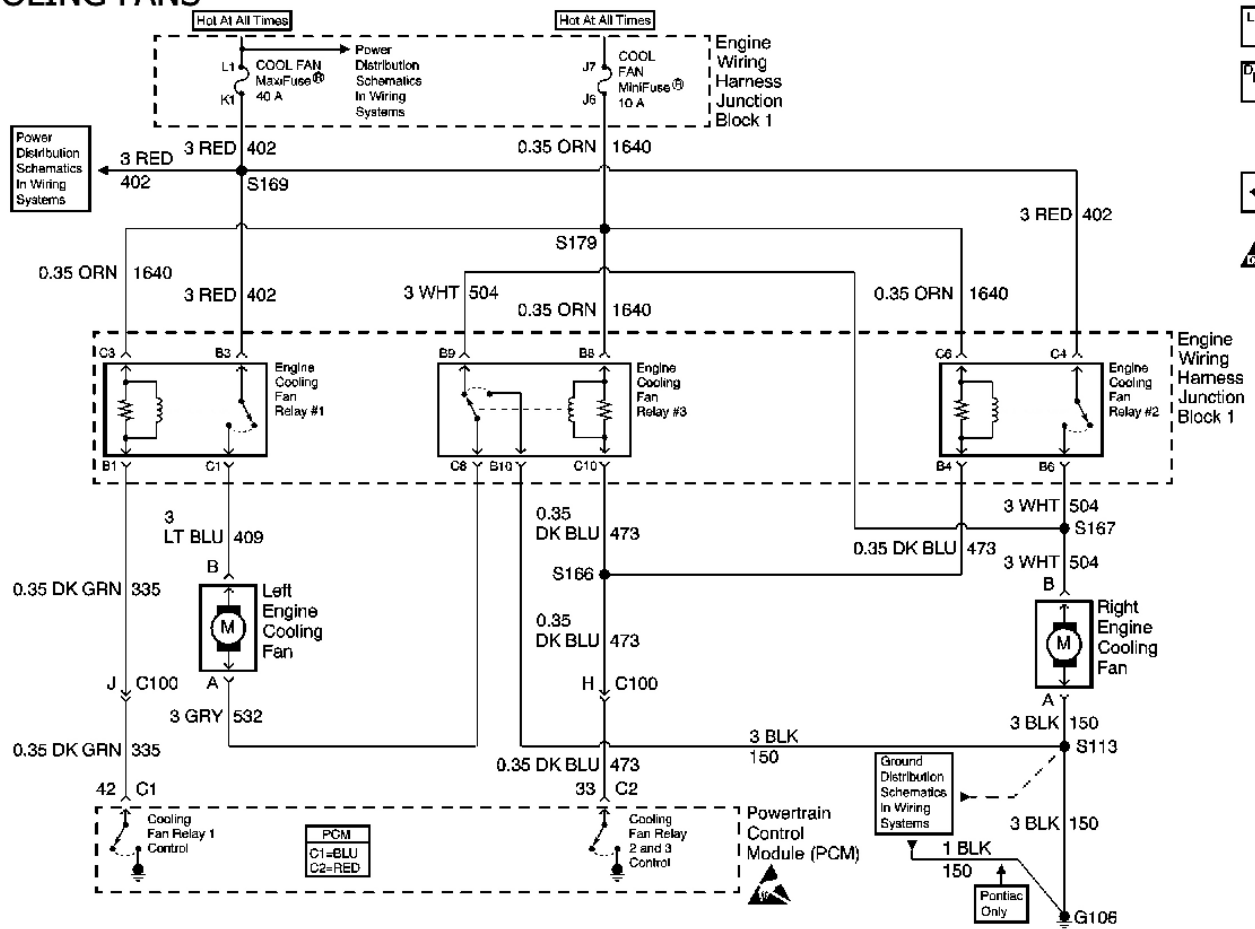 OLING FANS
Hot At All Times
Hot At All Times
L1
COOL FAN
MaxiFuse®
40 A
K1
Power
Distribution
Schematics
In Wiring
Systems
J7
COOL
FAN
MiniFuse®
10 A
J6
Engine
Wiring
Harness
Junction
Block 1
Power
Distribution
Schematics
In Wiring
Systems
3 RED
402
3 RED 402
S169
0.35 ORN 1640
3 RED 402
S179
0.35 ORN 1640
3 RED 402
3 WHT 504
0.35 ORN 1640
0.35 ORN 1640
C3
B3
Engine
Cooling
Fan
Relay #1
B1
C1
B9
B8
Engine
Cooling
Fan
Relay #3
C8
B10
C10
C6
C4
Engine
Cooling
Fan
Relay #2
B4
B6
Engine
Wiring
Harness
Junction
Block 1
3
LT BLU 409
0.35
DK BLU 473
3 WHT 504
S167
0.35 DK BLU 473
3 WHT 504
S166
0.35 DK GRN 335
B
Left
Engine
Cooling
Fan
M
A
0.35
DK BLU 473
B
Right
Engine
Cooling
Fan
M
A
J C100
H C100
3 GRY 532
3 BLK 150
S113
3 BLK
150
0.35 DK GRN 335
0.35 DK BLU 473
42 C1
33 C2
Cooling
Fan Relay 1
Control
PCM
C1=BLU
C2=RED
Cooling
Fan Relay
2 and 3
Control
Powertrain
Control
Module (PCM)
Ground
Distribution
Schematics
In Wiring
Systems
3 BLK 150
1 BLK
150
Pontiac
Only
G106